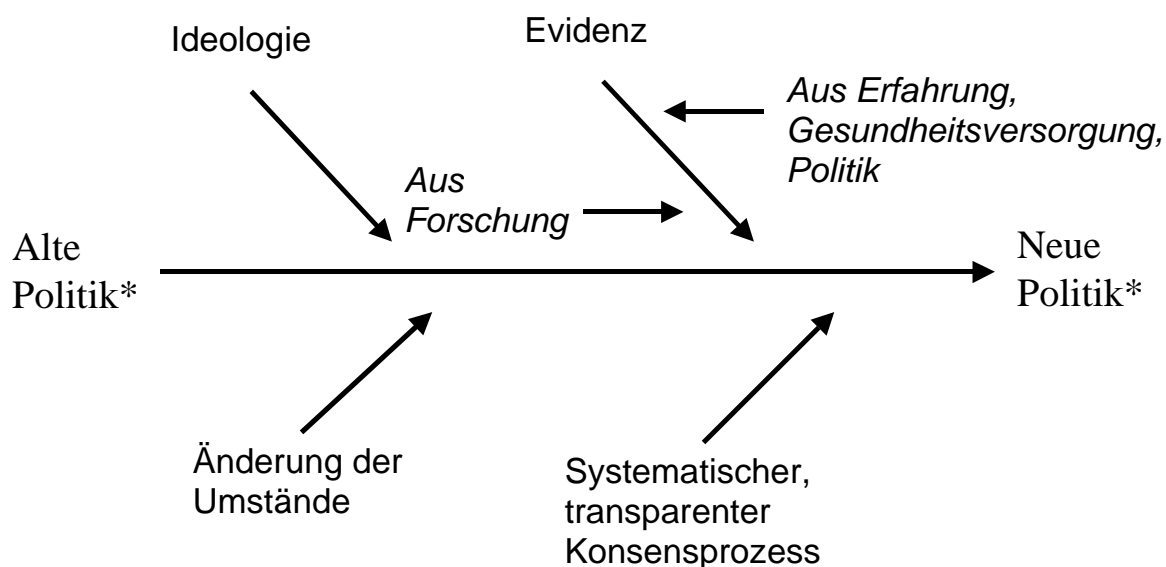 Ideologie
Evidenz
Aus Erfahrung,
Gesundheitsversorgung,
Politik
Aus
Forschung
Alte
Politik*
Neue
Politik*
Änderung der
Umstände
Systematischer,
transparenter
Konsensprozess